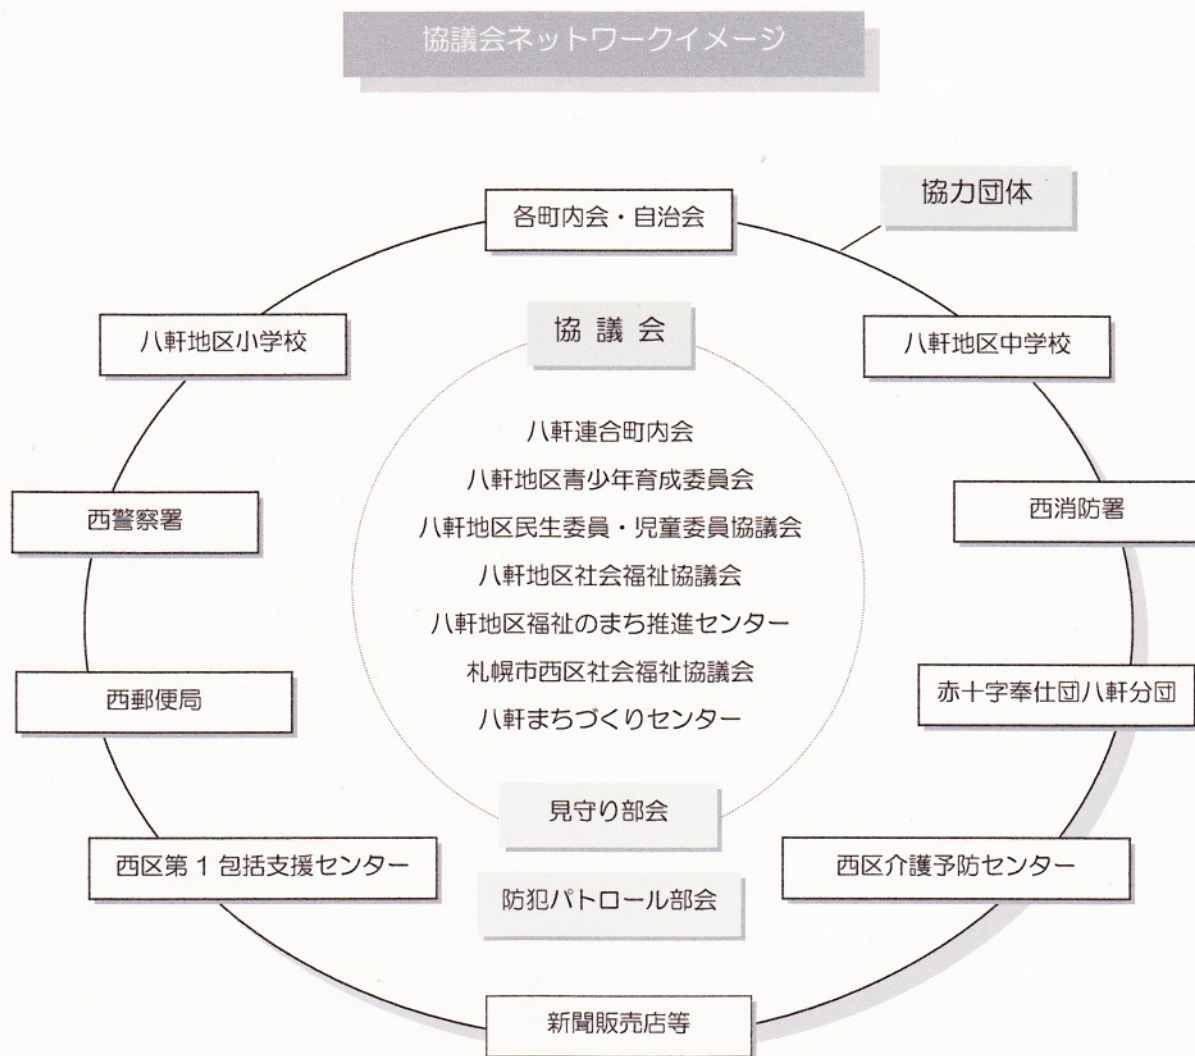 協議会ネットワークイメージ
協力団体
各町内会・自治会
八軒地区小学校
協 議 会
八軒地区中学校
八軒連合町内会
八軒地区青少年育成委員会
八軒地区民生委員・児童委員協議会
八軒地区社会福祉協議会
八軒地区福祉のまち推進センター
札幌市西区社会福祉協議会
八軒まちづくりセンター
西警察署
西消防署
西郵便局
赤十字奉仕団八軒分団
見守り部会
西区第 1 包括支援センター
西区介護予防センター
防犯パトロール部会
新聞販売店等